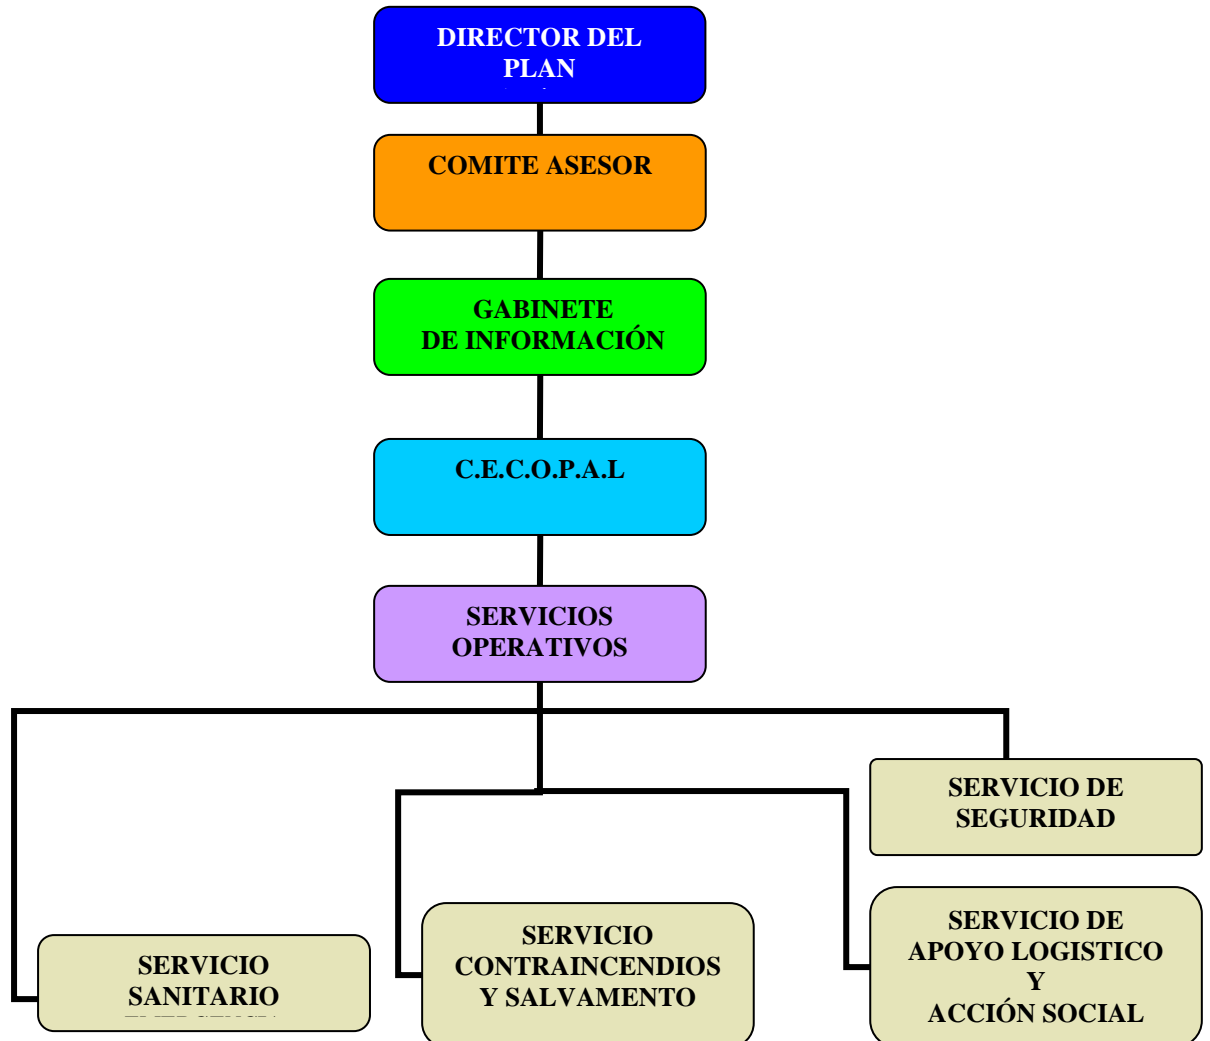 DIRECTOR DEL
PLAN
COMITE ASESOR
GABINETE
DE INFORMACIÓN
C.E.C.O.P.A.L
SERVICIOS
OPERATIVOS
SERVICIO DE
SEGURIDAD
SERVICIO
SANITARIO
SERVICIO
CONTRAINCENDIOS
Y SALVAMENTO
SERVICIO DE
APOYO LOGISTICO
Y
ACCIÓN SOCIAL